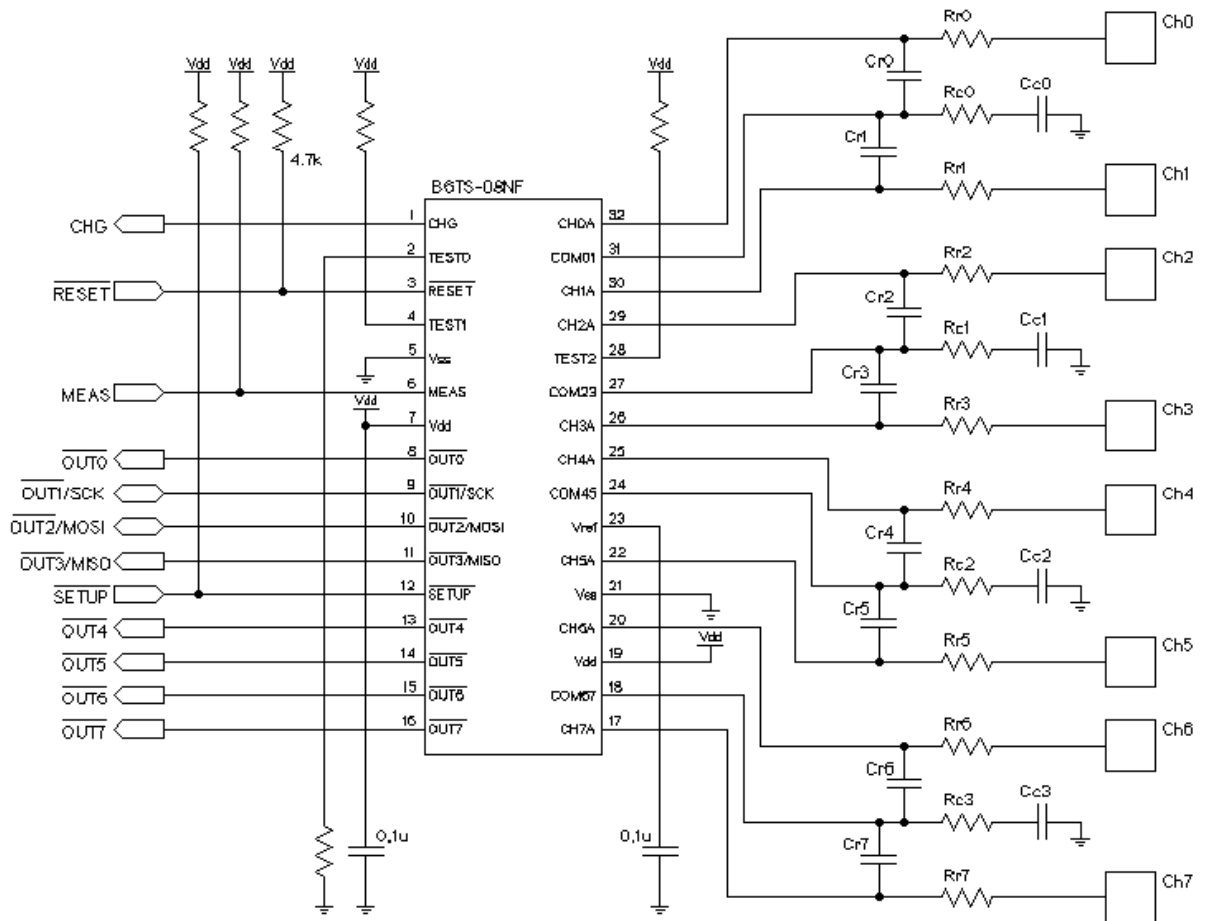 Rr0
Ch0
Vdd
Vdd
Vdd
Vdd
Vdd
Cr0
Rc0
Cc0
4.7k
Cr1
Rr1
Ch1
B6TS-08NF
CHG
1
CHG
CH0A
32
2
TEST0
COM01
31
RESET
3
RESET
CH1A
30
Rr2
Ch2
4
TEST1
CH2A
29
Cr2
Rc1
Cc1
5
Vss
TEST2
28
MEAS
6
MEAS
COM23
27
Cr3
Vdd
7
Vdd
CH3A
26
Rr3
Ch3
OUT0
8
OUT0
CH4A
25
OUT1/SCK
9
OUT1/SCK
COM45
24
Rr4
Ch4
OUT2/MOSI
10
OUT2/MOSI
Vref
23
Cr4
OUT3/MISO
11
OUT3/MISO
CH5A
22
Rc2
Cc2
SETUP
12
SETUP
Vss
21
Cr5
OUT4
13
OUT4
CH6A
20
Vdd
Rr5
Ch5
OUT5
14
OUT5
Vdd
19
OUT6
15
OUT6
COM67
18
OUT7
16
OUT7
CH7A
17
Rr6
Ch6
Cr6
Rc3
Cc3
0,1u
0,1u
Cr7
Rr7
Ch7